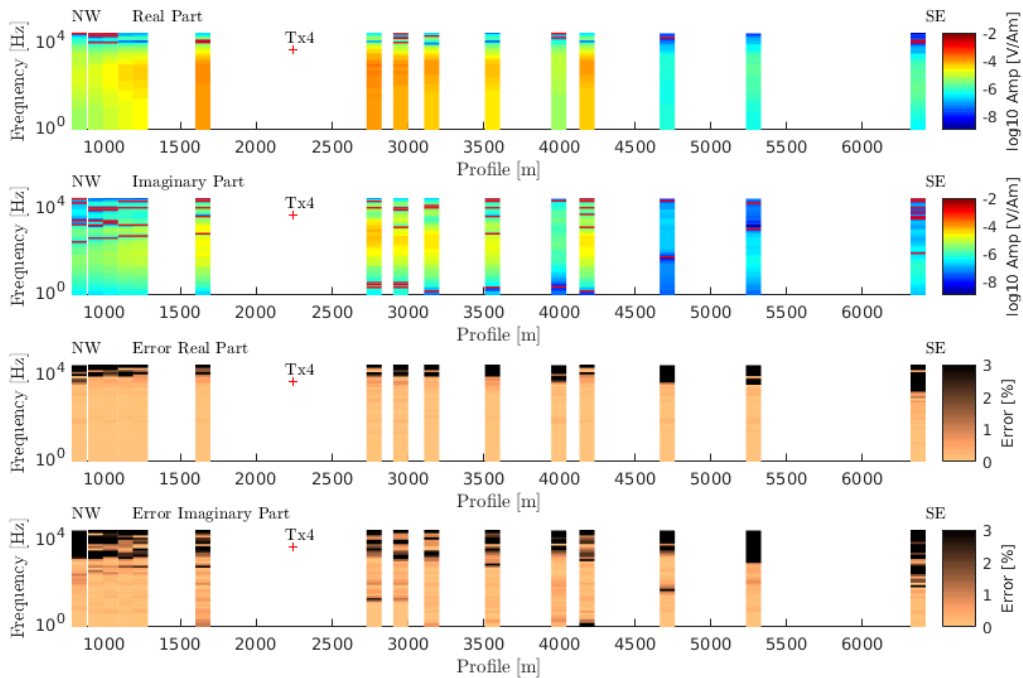 NW Real Part SE
Frequency [Hz]
10^4
10^0
Tx4
-2
-4
-6
-8
log10 Amp [V/Am]
1000 1500 2000 2500 3000 3500 4000 4500 5000 5500 6000
Profile [m]
NW Imaginary Part SE
Frequency [Hz]
10^4
10^0
Tx4
-2
-4
-6
-8
log10 Amp [V/Am]
1000 1500 2000 2500 3000 3500 4000 4500 5000 5500 6000
Profile [m]
NW Error Real Part SE
Frequency [Hz]
10^4
10^0
Tx4
3
2
1
0
Error [%]
1000 1500 2000 2500 3000 3500 4000 4500 5000 5500 6000
Profile [m]
NW Error Imaginary Part SE
Frequency [Hz]
10^4
10^0
Tx4
3
2
1
0
Error [%]
1000 1500 2000 2500 3000 3500 4000 4500 5000 5500 6000
Profile [m]